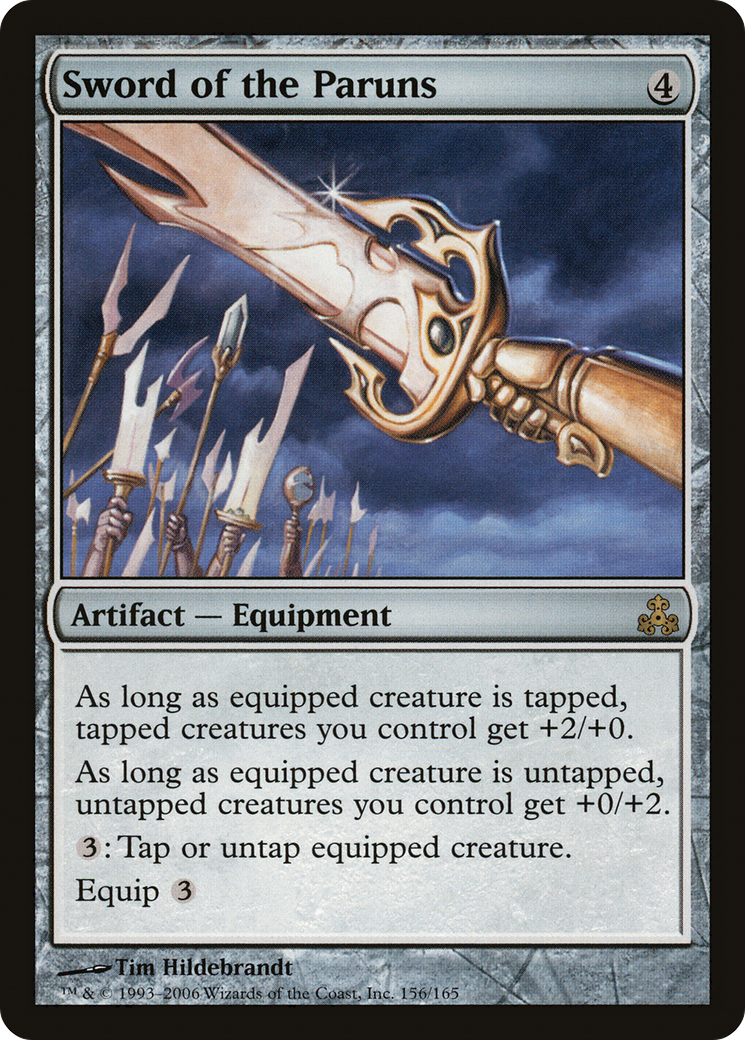 Sword of the Paruns 4
Artifact — Equipment
As long as equipped creature is tapped,
tapped creatures you control get +2/+0.
As long as equipped creature is untapped,
untapped creatures you control get +0/+2.
3: Tap or untap equipped creature.
Equip 3
Tim Hildebrandt
™ & © 1993–2006 Wizards of the Coast, Inc. 156/165